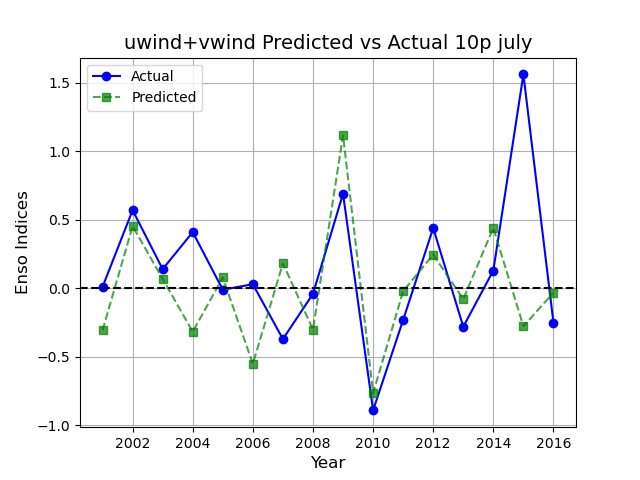 uwind+vwind Predicted vs Actual 10p july
Actual
Predicted
Enso Indices
1.5
1.0
0.5
0.0
−0.5
−1.0
2002 2004 2006 2008 2010 2012 2014 2016
Year